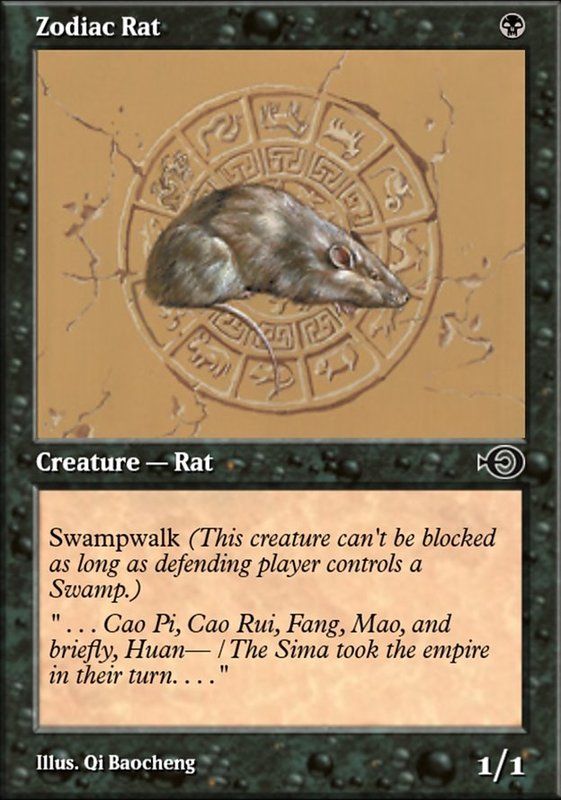 Zodiac Rat
Creature — Rat
Swampwalk (This creature can't be blocked
as long as defending player controls a
Swamp.)
" . . . Cao Pi, Cao Rui, Fang, Mao, and
briefly, Huan— / The Sima took the empire
in their turn. . . . "
Illus. Qi Baocheng
1/1